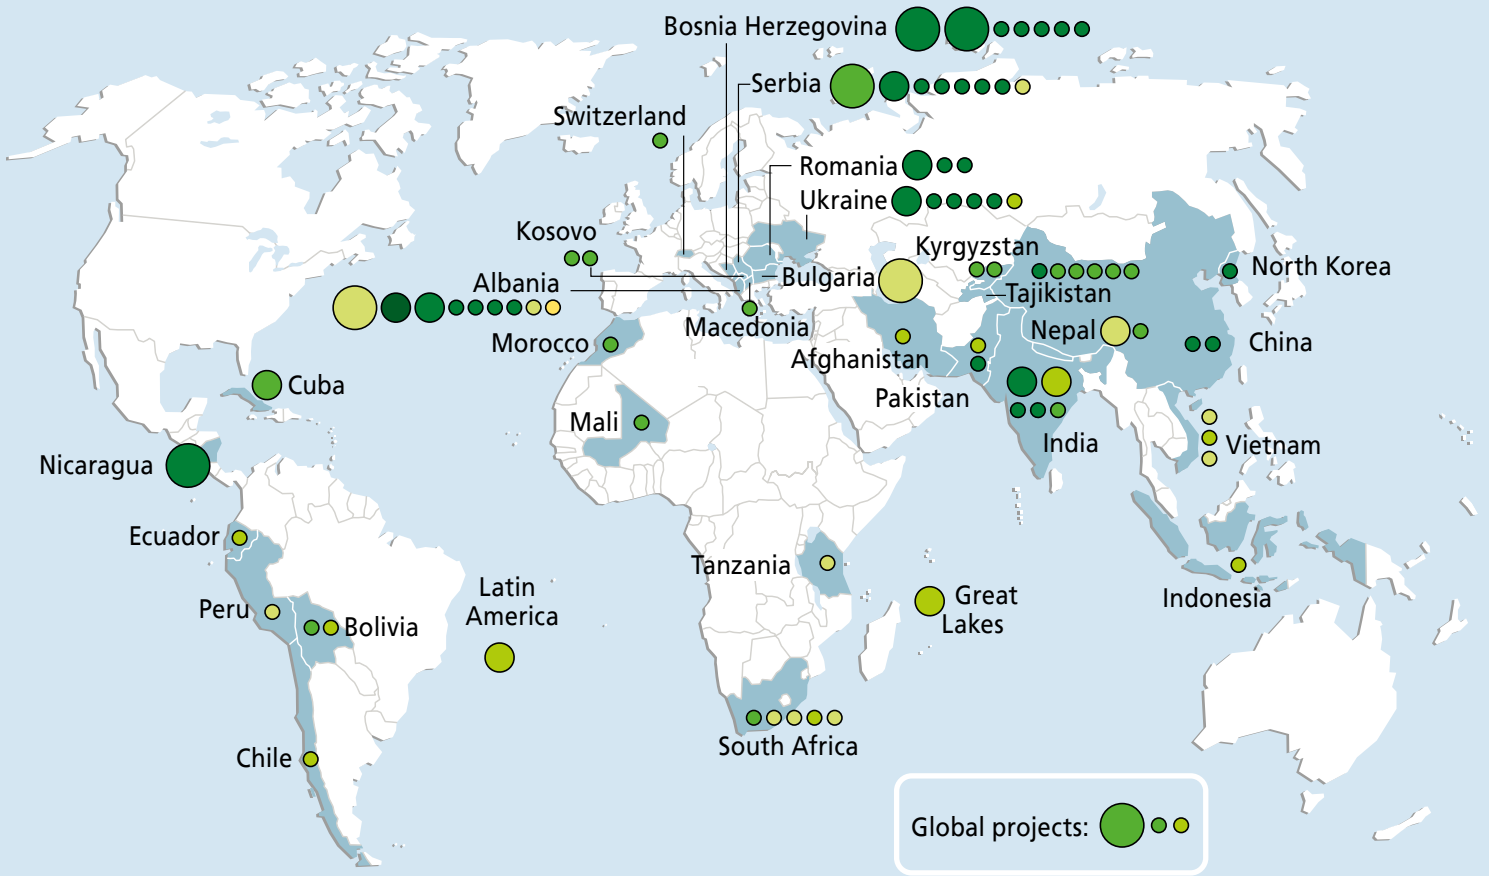 Bosnia Herzegovina
Serbia
Switzerland
Romania
Ukraine
Kosovo
Kyrgyzstan
North Korea
Albania
Bulgaria
Tajikistan
Macedonia
Nepal
China
Morocco
Afghanistan
Cuba
Pakistan
Mali
India
Vietnam
Nicaragua
Ecuador
Tanzania
Latin
America
Great
Lakes
Indonesia
Peru
Bolivia
South Africa
Chile
Global projects: